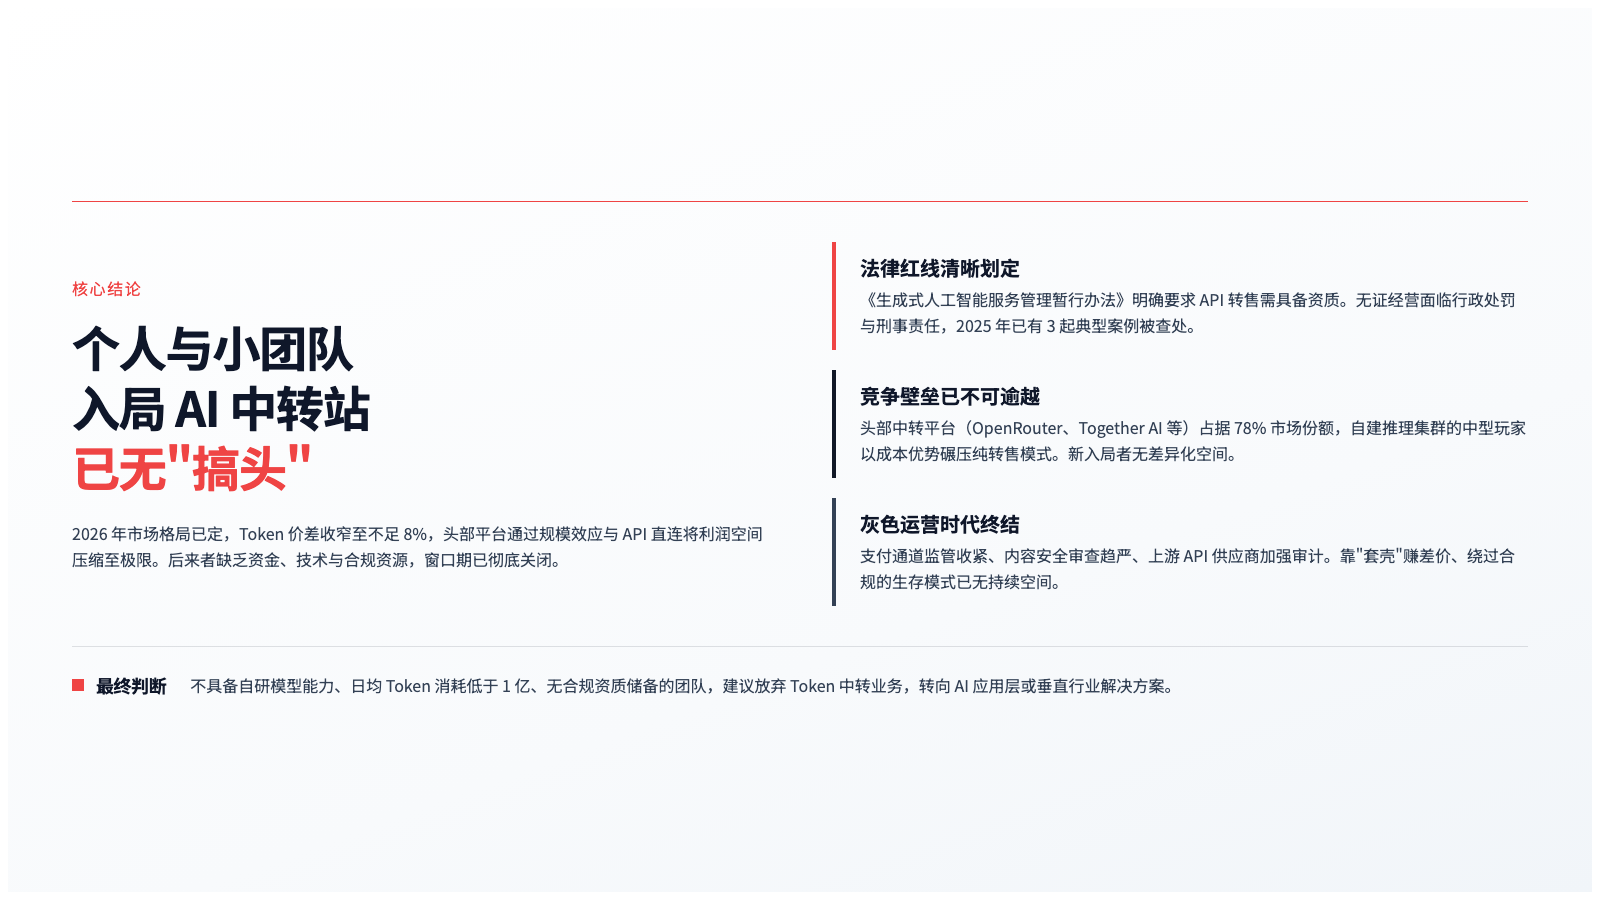 核心结论
个人与小团队
入局 AI 中转站
已无"搞头"
2026 年市场格局已定，Token 价差收窄至不足 8%，头部平台通过规模效应与 API 直连将利润空间
压缩至极限。后来者缺乏资金、技术与合规资源，窗口期已彻底关闭。
法律红线清晰划定
《生成式人工智能服务管理暂行办法》明确要求 API 转售需具备资质。无证经营面临行政处罚
与刑事责任，2025 年已有 3 起典型案例被查处。
竞争壁垒已不可逾越
头部中转平台（OpenRouter、Together AI 等）占据 78% 市场份额，自建推理集群的中型玩家
以成本优势碾压纯转售模式。新入局者无差异化空间。
灰色运营时代终结
支付通道监管收紧、内容安全审查趋严、上游 API 供应商加强审计。靠"套壳"赚差价、绕过合
规的生存模式已无持续空间。
最终判断 不具备自研模型能力、日均 Token 消耗低于 1 亿、无合规资质储备的团队，建议放弃 Token 中转业务，转向 AI 应用层或垂直行业解决方案。